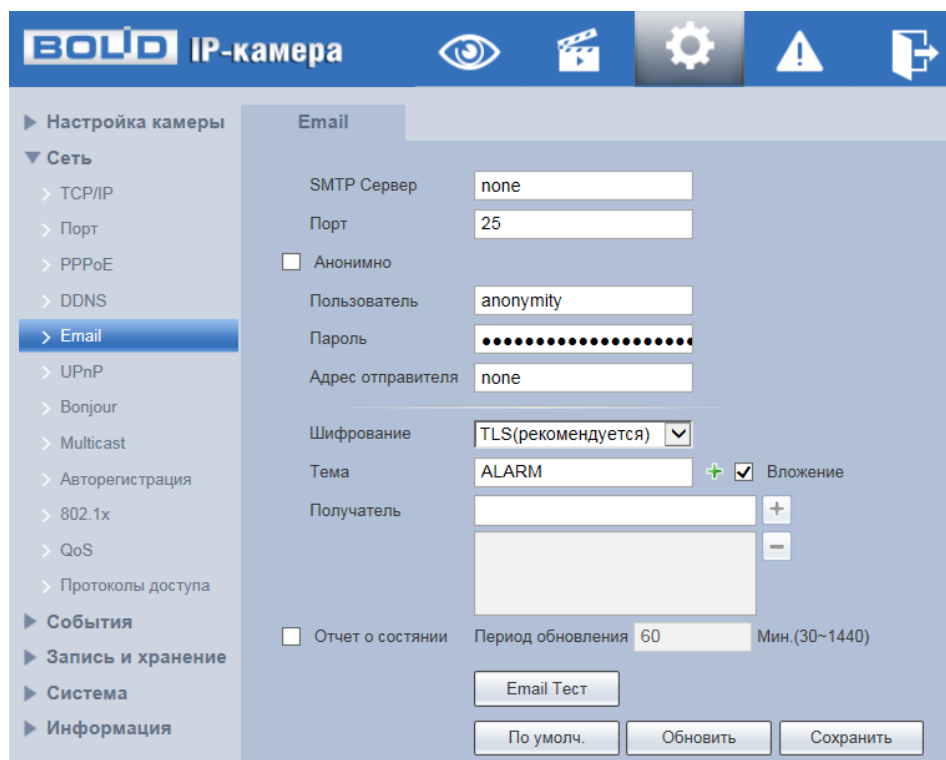 BOLID IP-камера
Настройка камеры
Сеть
TCP/IP
Порт
PPPoE
DDNS
Email
UPnP
Bonjour
Multicast
Авторегистрация
802.1x
QoS
Протоколы доступа
События
Запись и хранение
Система
Информация
Email
SMTP Сервер none
Порт 25
Анонимно
Пользователь anonymity
Пароль ••••••••••••••••••••
Адрес отправителя none
Шифрование TLS(рекомендуется)
Тема ALARM + Вложение
Получатель +
−
Отчет о состянии Период обновления 60 Мин.(30~1440)
Email Тест
По умолч. Обновить Сохранить